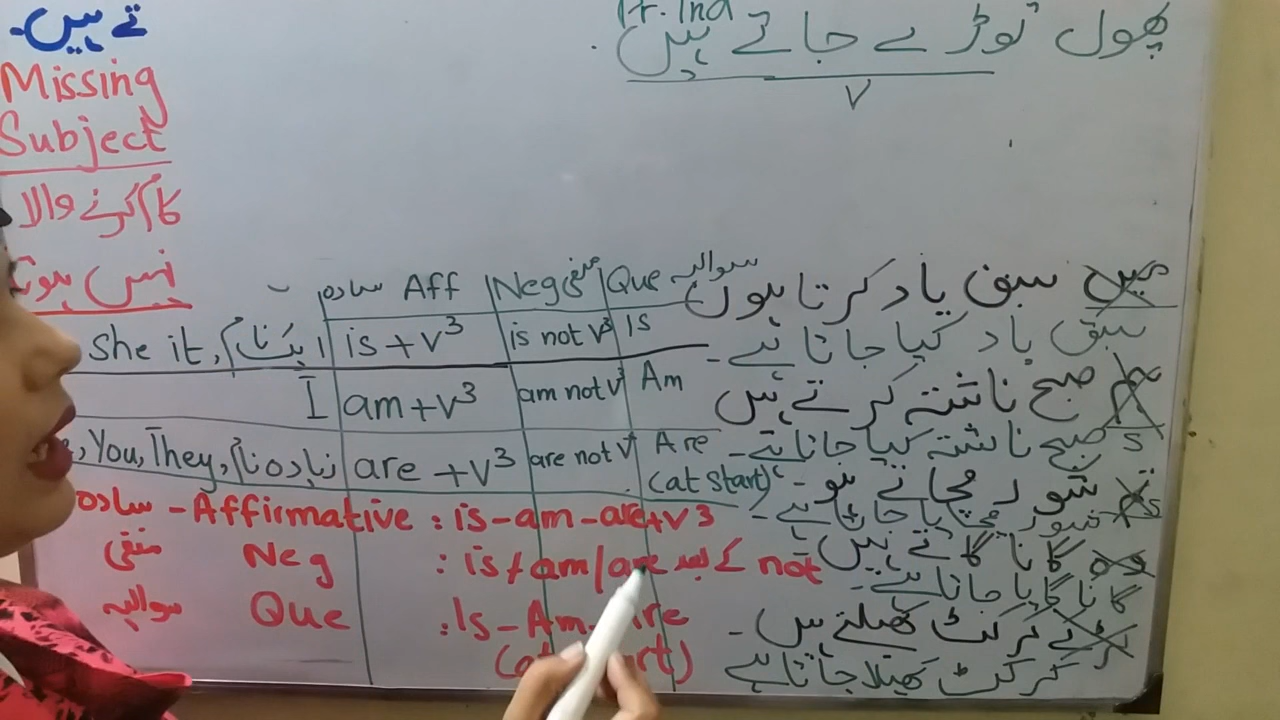 تے ہیں۔
Missing
Subject
کام کرنے والا
نہیں ہوتا
Pr. Ind
پھول توڑے جاتے ہیں۔
V
سادہ Aff | Neg منفی | Que سوالیہ
she it, ایک نام | is + v³ | is not v³ | Is
I | am + v³ | am not v³ | Am
, You, They, زیادہ نام | are + v³ | are not v³ | Are (at start)
سادہ - Affirmative : is-am-are+v3
منفی Neg : is/am/are کے بعد not
سوالیہ Que : Is-Am-Are
(at start)
میں سبق یاد کرتا ہوں
سبق یاد کیا جاتا ہے۔
ہم صبح ناشتہ کرتے ہیں
صبح ناشتہ کیا جاتا ہے۔
تم شور مچاتے ہو۔
شور مچایا جاتا ہے۔
وہ گانا گاتے ہیں
گانا گایا جاتا ہے۔
لڑکے کرکٹ کھیلتے ہیں۔
کرکٹ کھیلا جاتا ہے